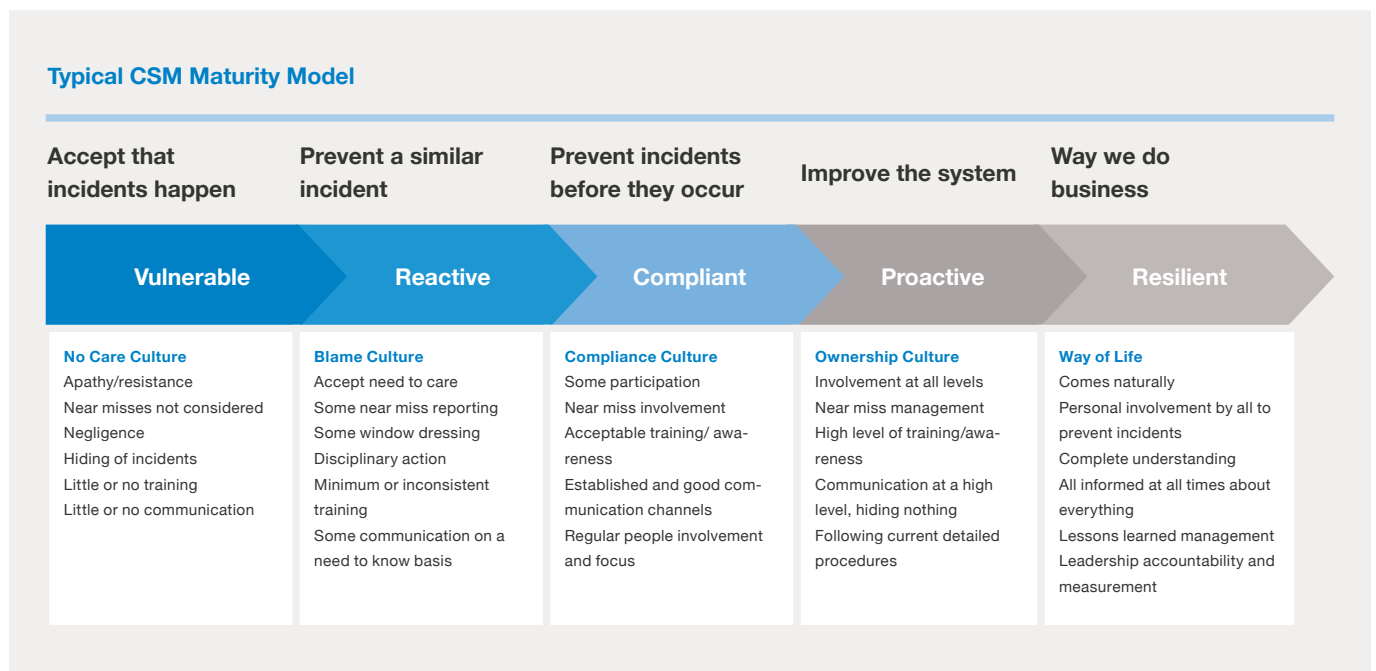 Typical CSM Maturity Model
Accept that
incidents happen
Prevent a similar
incident
Prevent incidents
before they occur
Improve the system
Way we do
business
Vulnerable
Reactive
Compliant
Proactive
Resilient
No Care Culture
Apathy/resistance
Near misses not considered
Negligence
Hiding of incidents
Little or no training
Little or no communication
Blame Culture
Accept need to care
Some near miss reporting
Some window dressing
Disciplinary action
Minimum or inconsistent
training
Some communication on a
need to know basis
Compliance Culture
Some participation
Near miss involvement
Acceptable training/ awa-
reness
Established and good com-
munication channels
Regular people involvement
and focus
Ownership Culture
Involvement at all levels
Near miss management
High level of training/awa-
reness
Communication at a high
level, hiding nothing
Following current detailed
procedures
Way of Life
Comes naturally
Personal involvement by all to
prevent incidents
Complete understanding
All informed at all times about
everything
Lessons learned management
Leadership accountability and
measurement